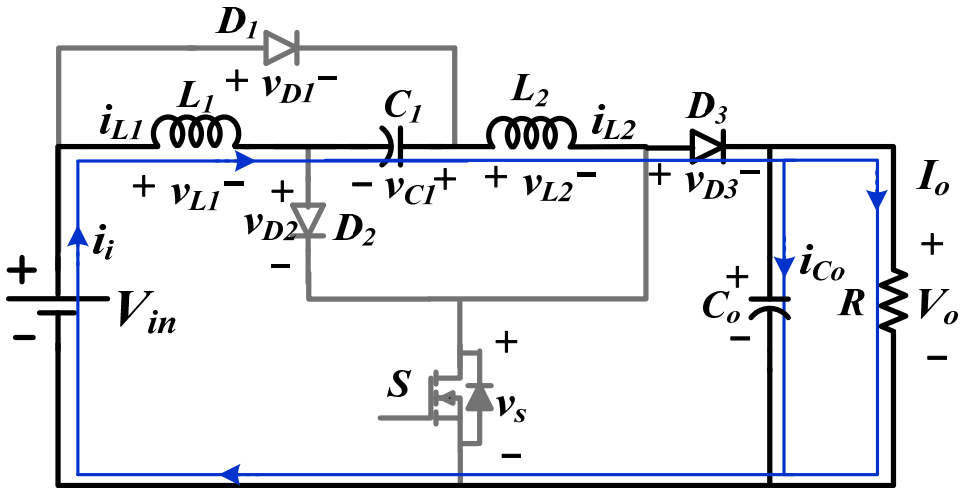 D1
+ vD1 −
iL1 L1 C1 L2 iL2 D3
+ vL1 − − vC1 + + vL2 − + vD3 − Io
+ vD2 − D2
ii
+ Vin −
iCo
+ Co −
R + Vo −
S + vs −